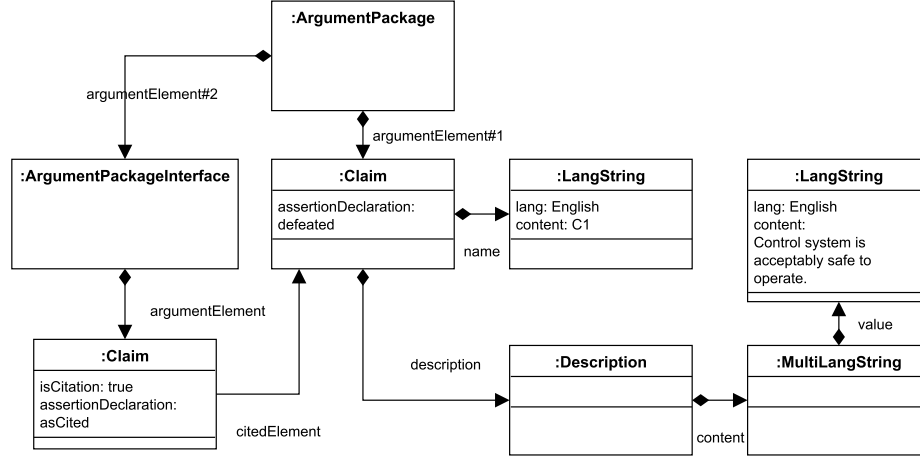 :ArgumentPackage
argumentElement#2
argumentElement#1
:ArgumentPackageInterface
:Claim
assertionDeclaration:
defeated
:LangString
lang: English
content: C1
:LangString
lang: English
content:
Control system is
acceptably safe to
operate.
name
argumentElement
value
:Claim
isCitation: true
assertionDeclaration:
asCited
citedElement
description
:Description
content
:MultiLangString